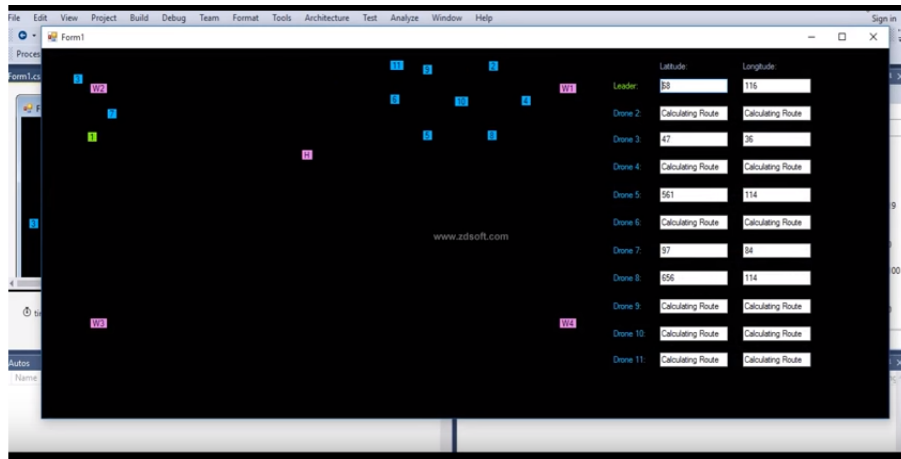 File Edit View Project Build Debug Team Format Tools Architecture Test Analyze Window Help Sign in
Form1
Proces
Form1.cs
Latitude: Longitude:
Leader: 68 116
Drone 2: Calculating Route Calculating Route
Drone 3: 47 36
Drone 4: Calculating Route Calculating Route
Drone 5: 561 114
Drone 6: Calculating Route Calculating Route
Drone 7: 97 84
Drone 8: 656 114
Drone 9: Calculating Route Calculating Route
Drone 10: Calculating Route Calculating Route
Drone 11: Calculating Route Calculating Route
11 9 2
3
W2 W1
10 4
7
1
H
www.zdsoft.com
3
W3 W4
Autos
Name